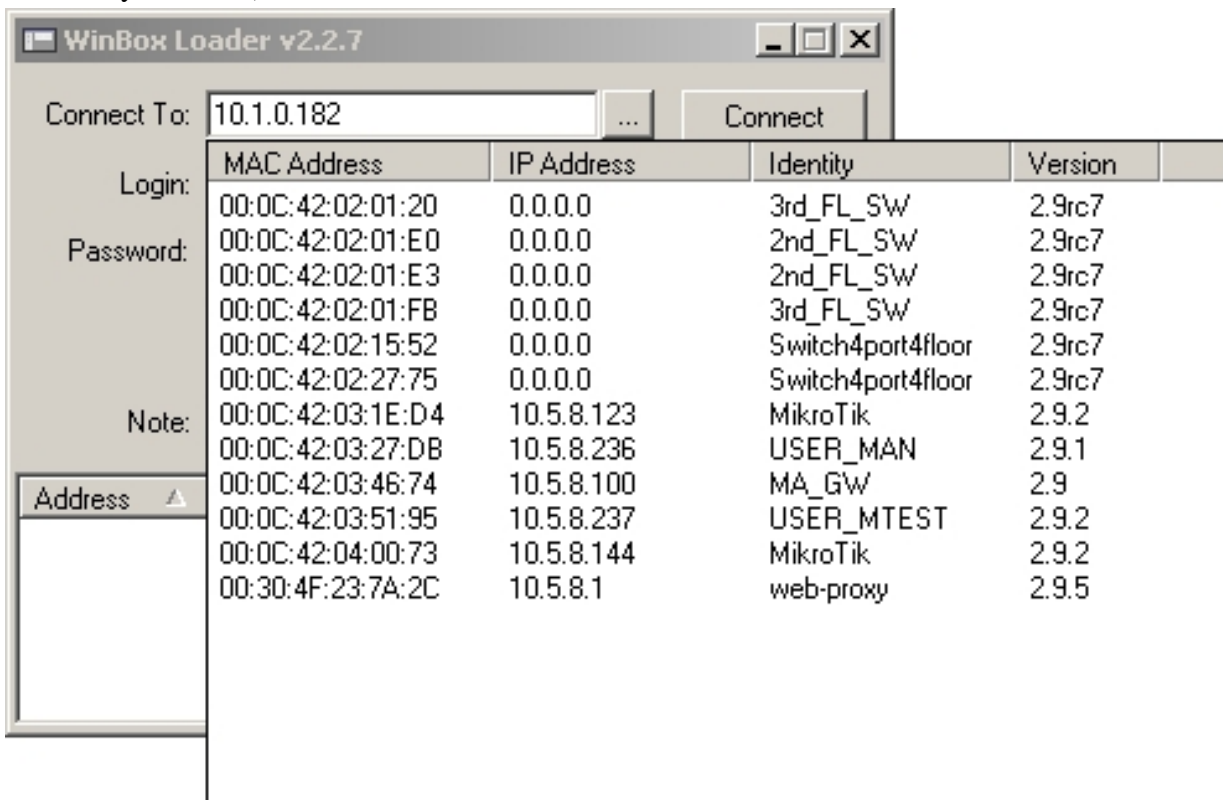 WinBox Loader v2.2.7
Connect To: 10.1.0.182 ... Connect
MAC Address IP Address Identity Version
Login:
00:0C:42:02:01:20 0.0.0.0 3rd_FL_SW 2.9rc7
Password: 00:0C:42:02:01:E0 0.0.0.0 2nd_FL_SW 2.9rc7
00:0C:42:02:01:E3 0.0.0.0 2nd_FL_SW 2.9rc7
00:0C:42:02:01:FB 0.0.0.0 3rd_FL_SW 2.9rc7
00:0C:42:02:15:52 0.0.0.0 Switch4port4floor 2.9rc7
00:0C:42:02:27:75 0.0.0.0 Switch4port4floor 2.9rc7
Note: 00:0C:42:03:1E:D4 10.5.8.123 MikroTik 2.9.2
00:0C:42:03:27:DB 10.5.8.236 USER_MAN 2.9.1
Address 00:0C:42:03:46:74 10.5.8.100 MA_GW 2.9
00:0C:42:03:51:95 10.5.8.237 USER_MTEST 2.9.2
00:0C:42:04:00:73 10.5.8.144 MikroTik 2.9.2
00:30:4F:23:7A:2C 10.5.8.1 web-proxy 2.9.5